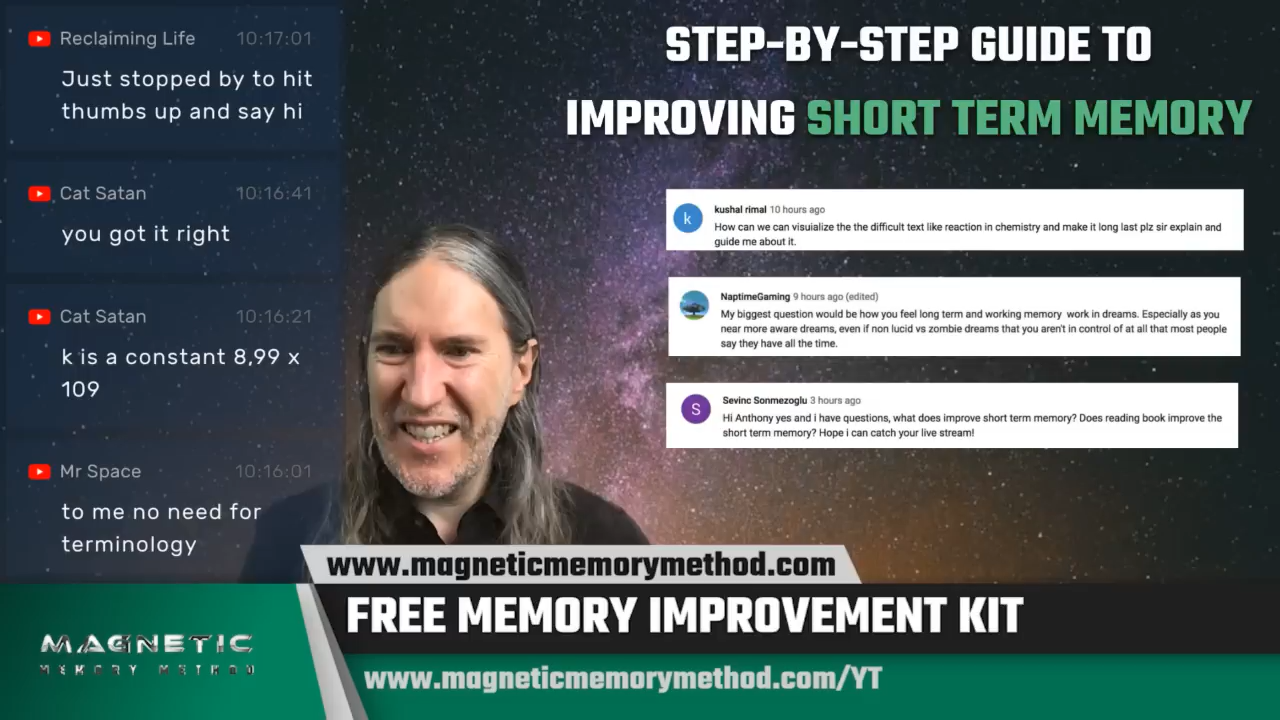 Reclaiming Life 10:17:01
Just stopped by to hit
thumbs up and say hi
Cat Satan 10:16:41
you got it right
Cat Satan 10:16:21
k is a constant 8,99 x
109
Mr Space 10:16:01
to me no need for
terminology
STEP-BY-STEP GUIDE TO
IMPROVING SHORT TERM MEMORY
k
kushal rimal 10 hours ago
How can we can visuialize the the difficult text like reaction in chemistry and make it long last plz sir explain and
guide me about it.
NaptimeGaming 9 hours ago (edited)
My biggest question would be how you feel long term and working memory work in dreams. Especially as you
near more aware dreams, even if non lucid vs zombie dreams that you aren't in control of at all that most people
say they have all the time.
S
Sevinc Sonmezoglu 3 hours ago
Hi Anthony yes and i have questions, what does improve short term memory? Does reading book improve the
short term memory? Hope i can catch your live stream!
www.magneticmemorymethod.com
FREE MEMORY IMPROVEMENT KIT
www.magneticmemorymethod.com/YT
MAGNETIC
MEMORY METHOD